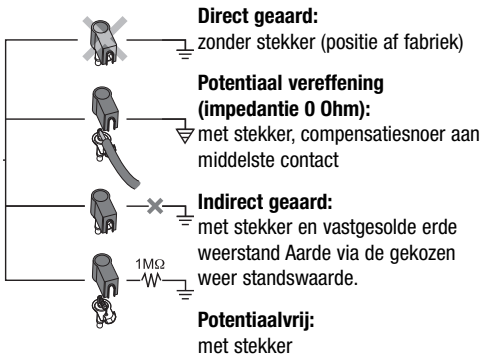 Direct geaard:
zonder stekker (positie af fabriek)
Potentiaal vereffening
(impedantie 0 Ohm):
met stekker, compensatiesnoer aan
middelste contact
Indirect geaard:
met stekker en vastgesolde erde
weerstand Aarde via de gekozen
weer standswaarde.
1MΩ
Potentiaalvrij:
met stekker